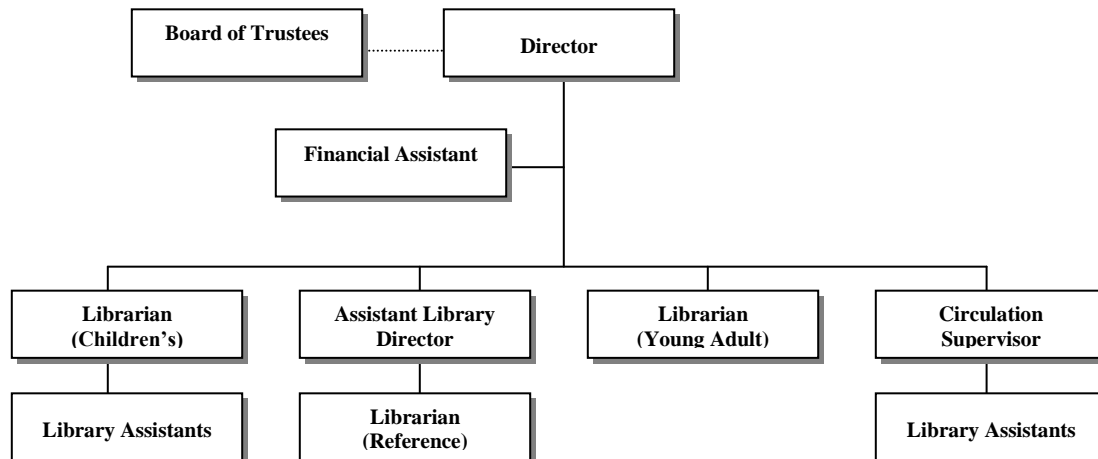 Board of Trustees
Director
Financial Assistant
Librarian
(Children's)
Assistant Library
Director
Librarian
(Young Adult)
Circulation
Supervisor
Library Assistants
Librarian
(Reference)
Library Assistants